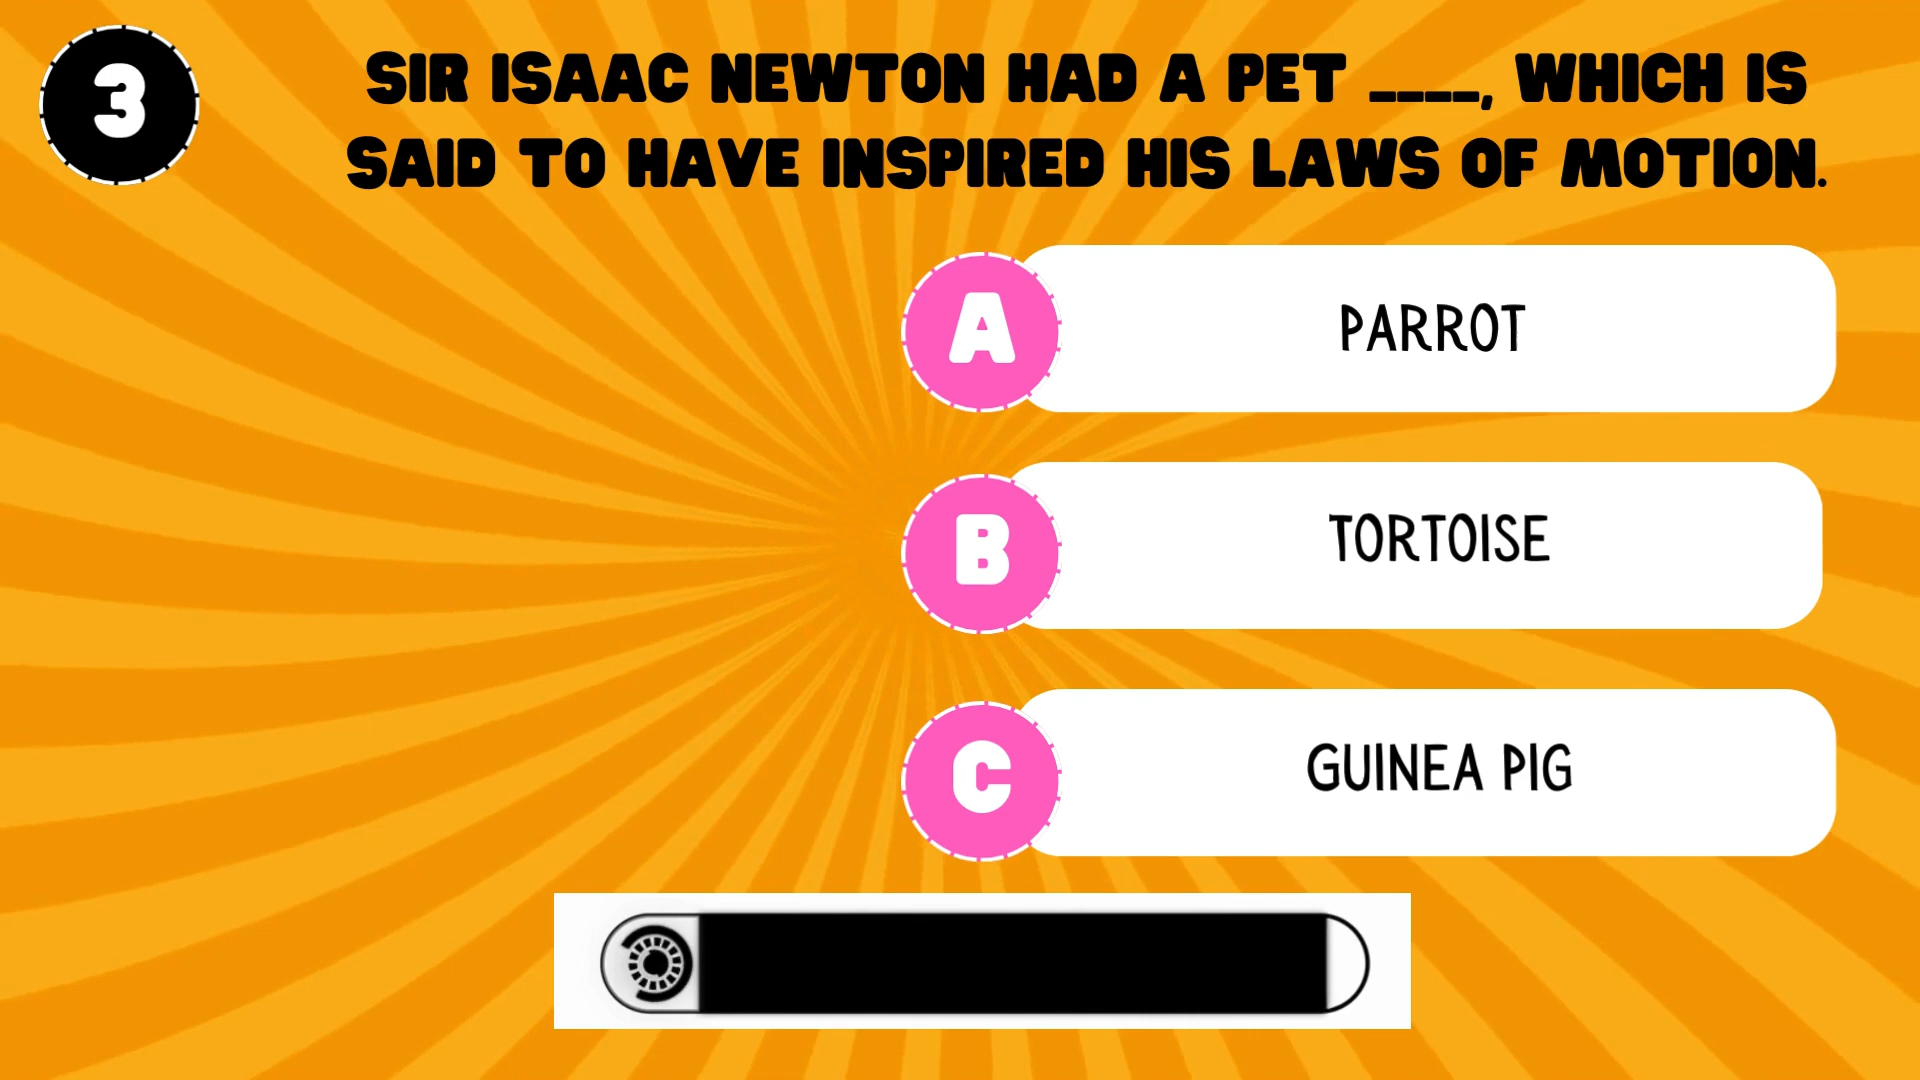 3
SIR ISAAC NEWTON HAD A PET ____, WHICH IS
SAID TO HAVE INSPIRED HIS LAWS OF MOTION.
A
PARROT
B
TORTOISE
C
GUINEA PIG